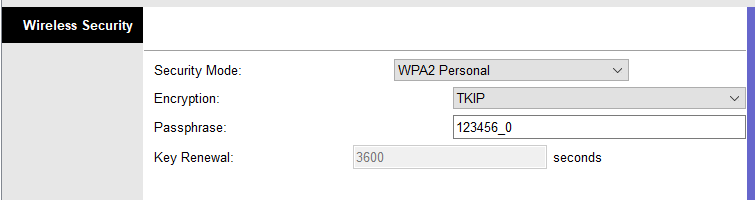 Wireless Security
Security Mode: WPA2 Personal
Encryption: TKIP
Passphrase: 123456_0
Key Renewal: 3600 seconds